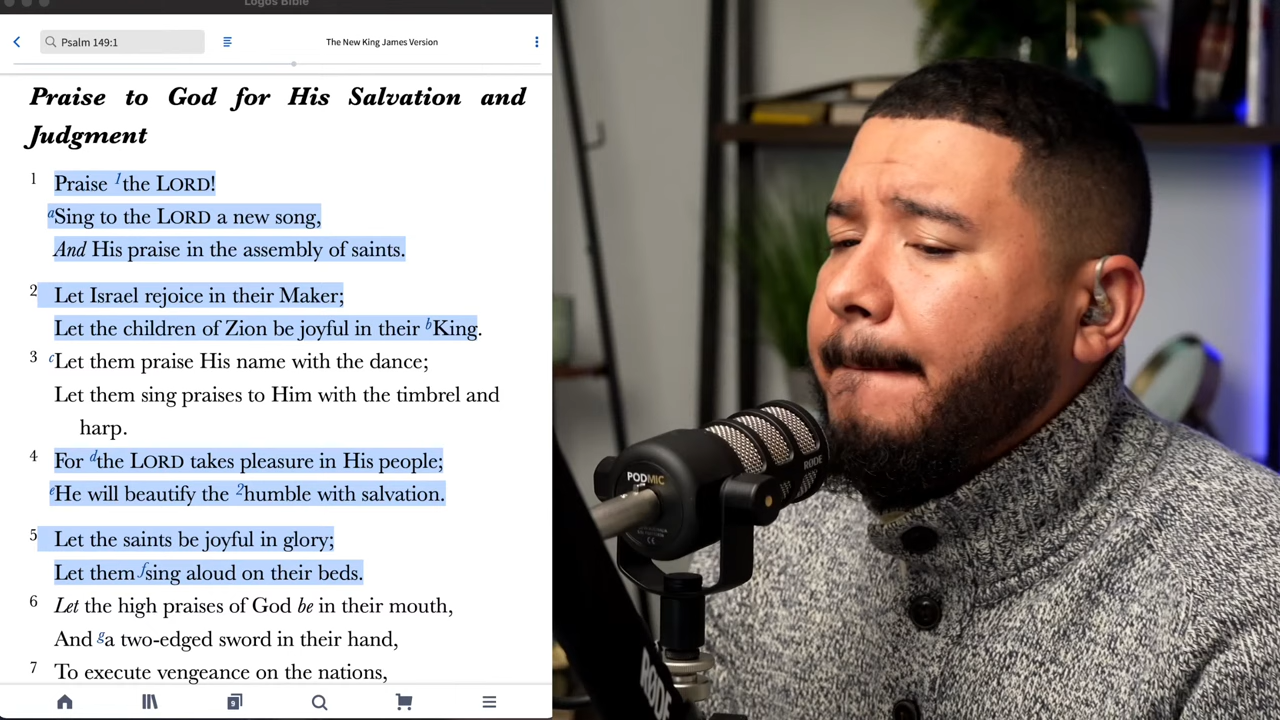 Logos Bible
Psalm 149:1
The New King James Version
Praise to God for His Salvation and
Judgment
1 Praise 1the LORD!
aSing to the LORD a new song,
And His praise in the assembly of saints.
2 Let Israel rejoice in their Maker;
Let the children of Zion be joyful in their bKing.
3 cLet them praise His name with the dance;
Let them sing praises to Him with the timbrel and
harp.
4 For dthe LORD takes pleasure in His people;
eHe will beautify the 2humble with salvation.
5 Let the saints be joyful in glory;
Let them fsing aloud on their beds.
6 Let the high praises of God be in their mouth,
And ga two-edged sword in their hand,
7 To execute vengeance on the nations,
9
PODMIC
RØDE
RØDE